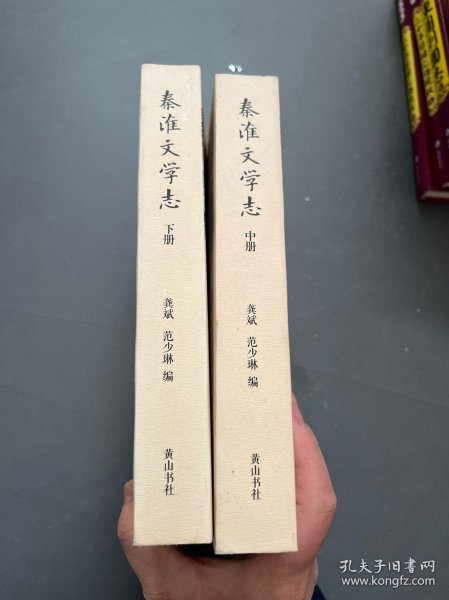 秦淮文学志
下册
龚斌 范少琳 编
黄山书社
秦淮文学志
中册
龚斌 范少琳 编
黄山书社
孔夫子旧书网
www.kongfz.com